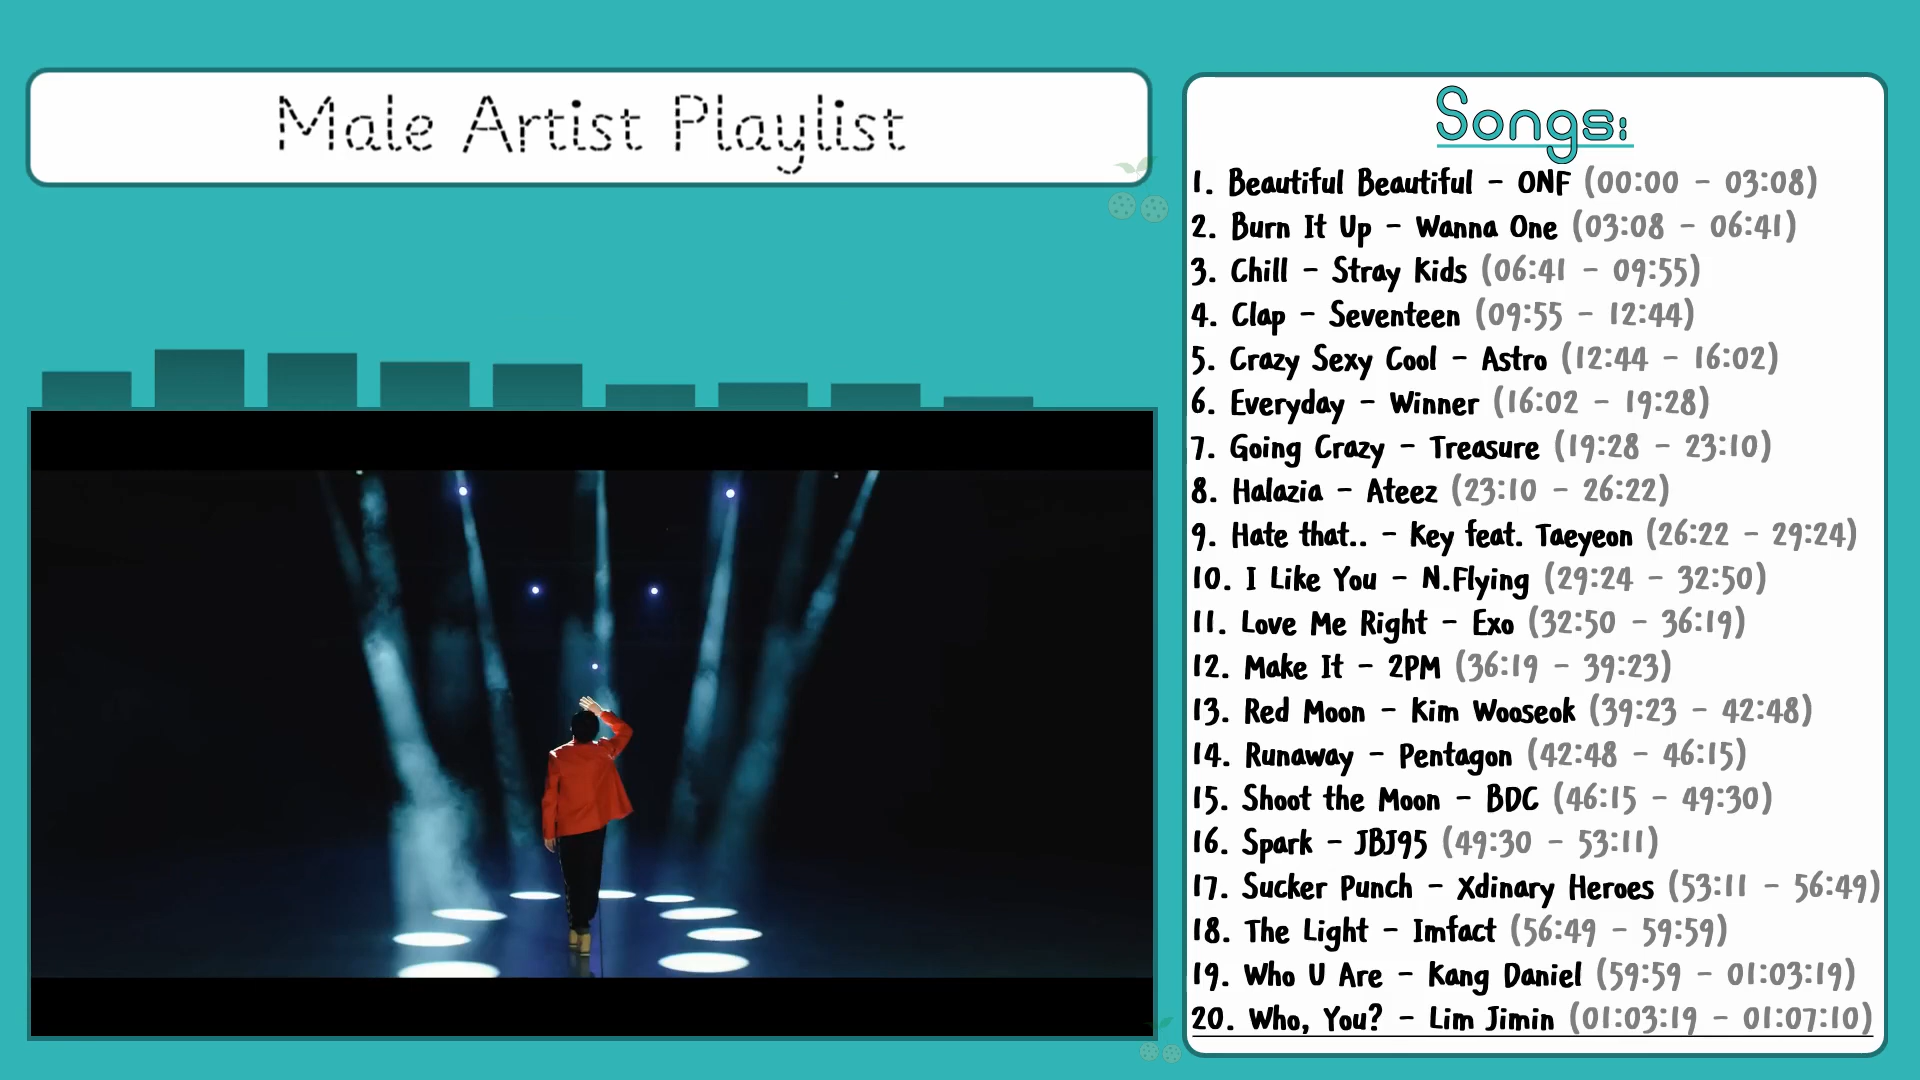 Male Artist Playlist
Songs:
1. Beautiful Beautiful - ONF (00:00 - 03:08)
2. Burn It Up - Wanna One (03:08 - 06:41)
3. Chill - Stray Kids (06:41 - 09:55)
4. Clap - Seventeen (09:55 - 12:44)
5. Crazy Sexy Cool - Astro (12:44 - 16:02)
6. Everyday - Winner (16:02 - 19:28)
7. Going Crazy - Treasure (19:28 - 23:10)
8. Halazia - Ateez (23:10 - 26:22)
9. Hate that.. - Key feat. Taeyeon (26:22 - 29:24)
10. I Like You - N.Flying (29:24 - 32:50)
11. Love Me Right - Exo (32:50 - 36:19)
12. Make It - 2PM (36:19 - 39:23)
13. Red Moon - Kim Wooseok (39:23 - 42:48)
14. Runaway - Pentagon (42:48 - 46:15)
15. Shoot the Moon - BDC (46:15 - 49:30)
16. Spark - JBJ95 (49:30 - 53:11)
17. Sucker Punch - Xdinary Heroes (53:11 - 56:49)
18. The Light - Imfact (56:49 - 59:59)
19. Who U Are - Kang Daniel (59:59 - 01:03:19)
20. Who, You? - Lim Jimin (01:03:19 - 01:07:10)